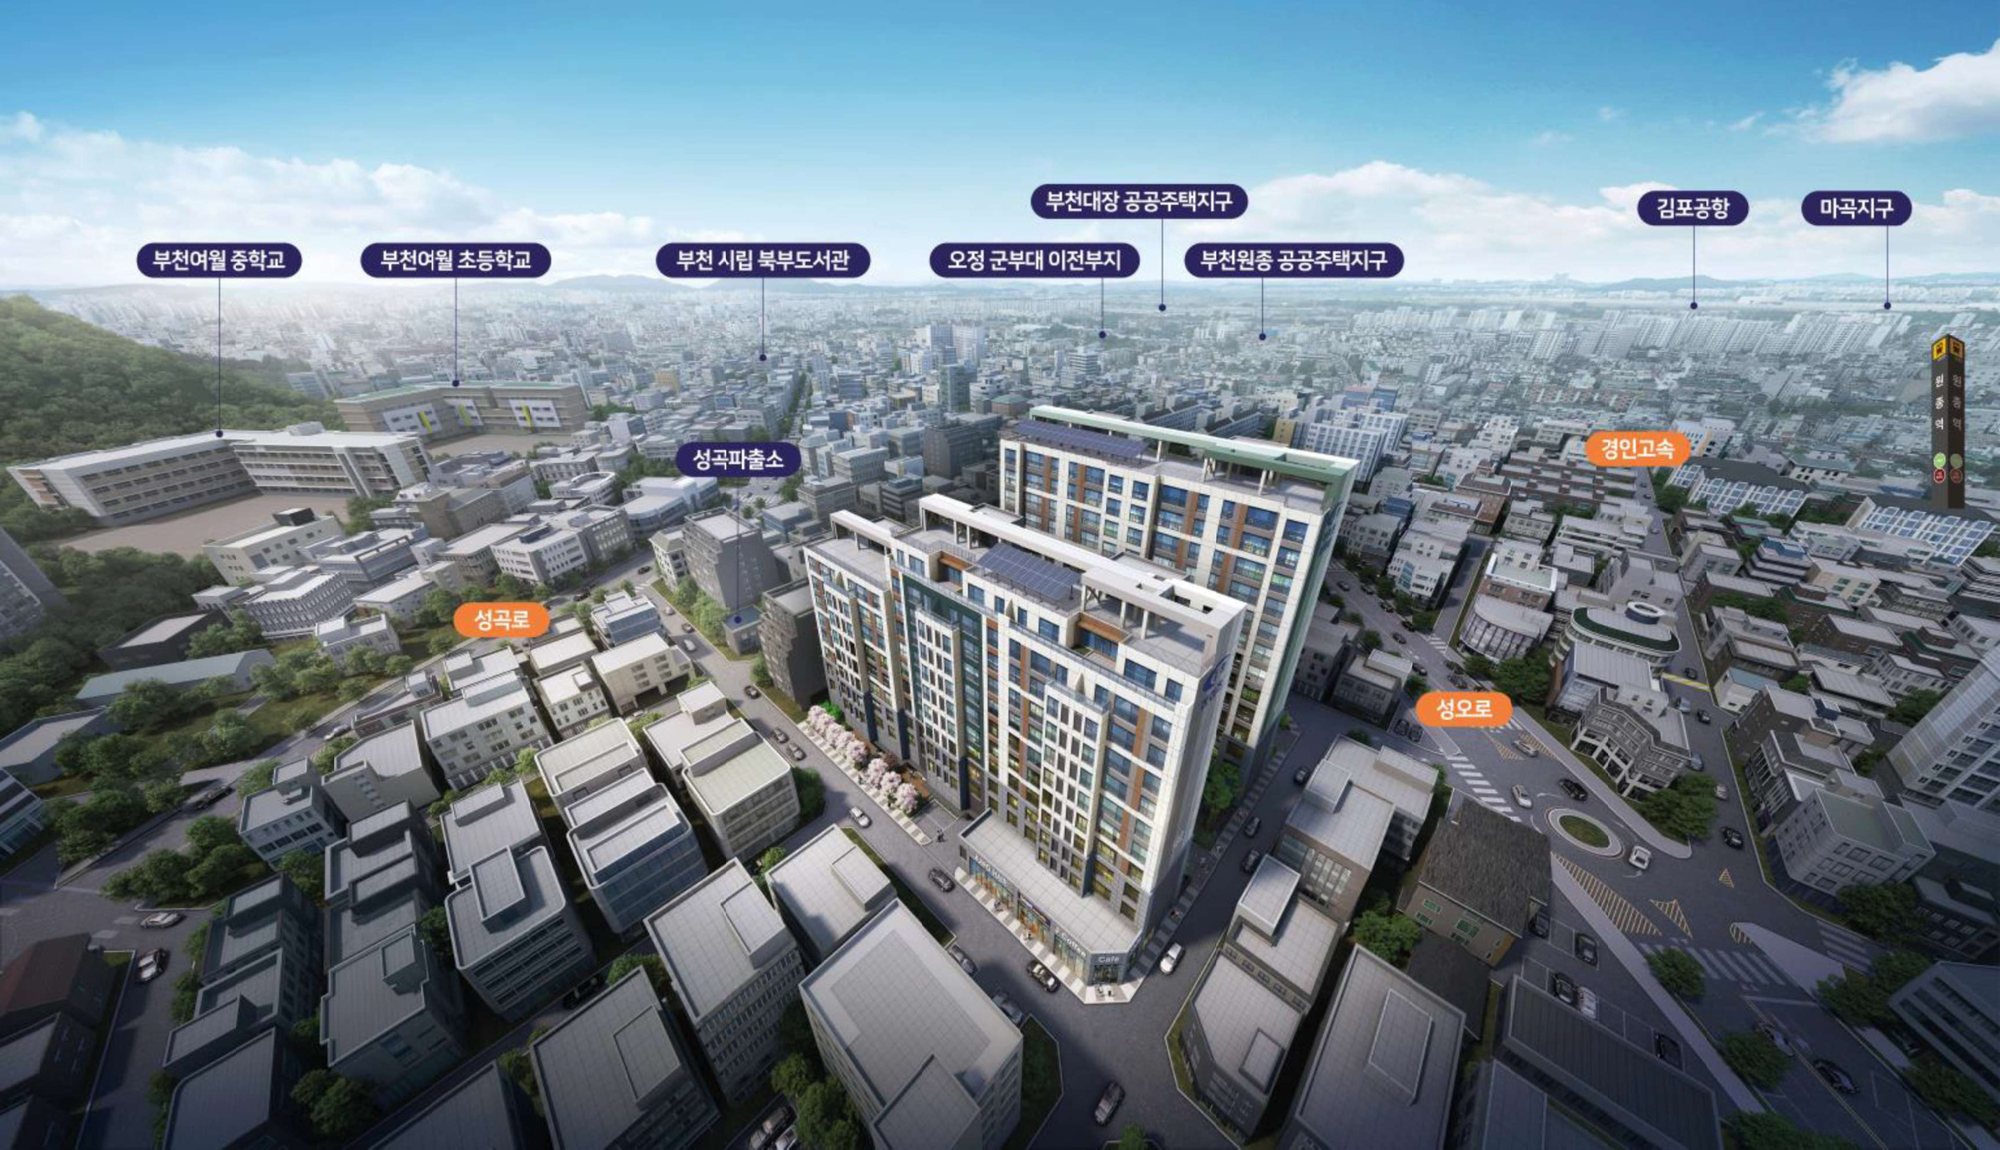 부천대장 공공주택지구
김포공항
마곡지구
부천여월 중학교
부천여월 초등학교
부천 시립 북부도서관
오정 군부대 이전부지
부천원종 공공주택지구
원종역
원종역
경인고속
성곡파출소
성곡로
성오로
Coffee
Cafe